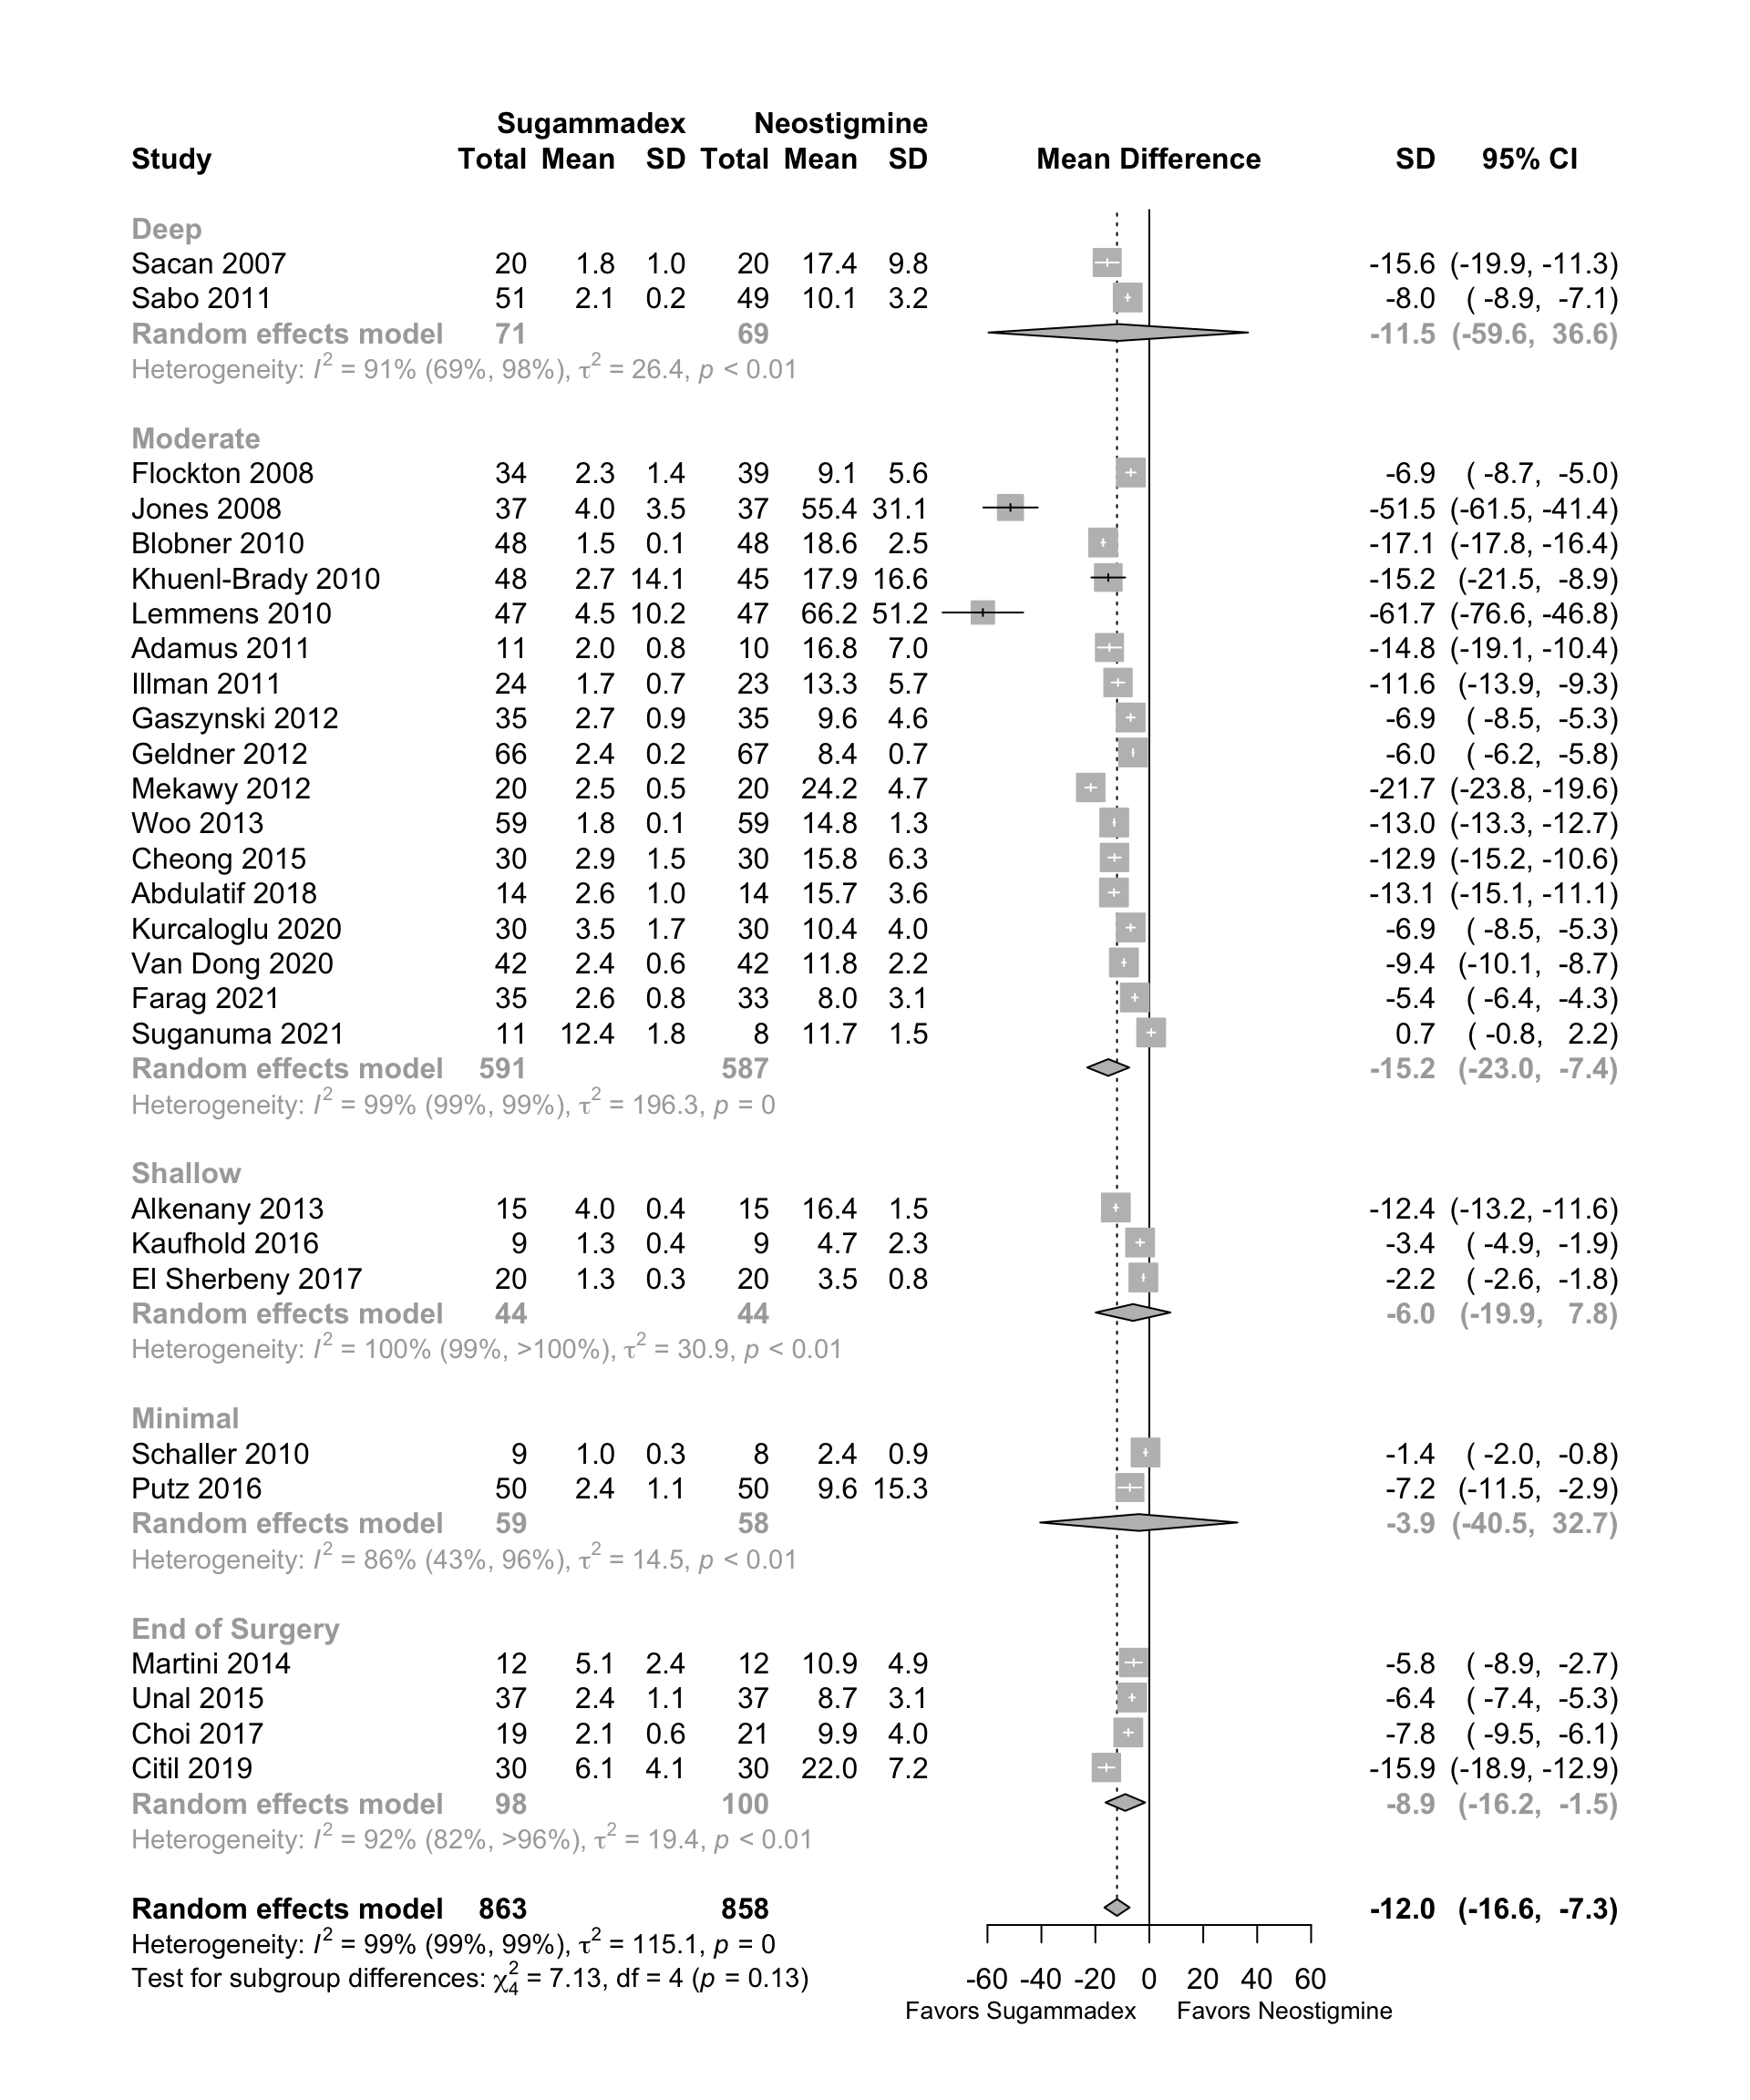 Sugammadex Neostigmine
Study Total Mean SD Total Mean SD Mean Difference SD 95% CI
Deep
Sacan 2007 20 1.8 1.0 20 17.4 9.8 -15.6 (-19.9, -11.3)
Sabo 2011 51 2.1 0.2 49 10.1 3.2 -8.0 ( -8.9, -7.1)
Random effects model 71 69 -11.5 (-59.6, 36.6)
Heterogeneity: I² = 91% (69%, 98%), τ² = 26.4, p < 0.01
Moderate
Flockton 2008 34 2.3 1.4 39 9.1 5.6 -6.9 ( -8.7, -5.0)
Jones 2008 37 4.0 3.5 37 55.4 31.1 -51.5 (-61.5, -41.4)
Blobner 2010 48 1.5 0.1 48 18.6 2.5 -17.1 (-17.8, -16.4)
Khuenl-Brady 2010 48 2.7 14.1 45 17.9 16.6 -15.2 (-21.5, -8.9)
Lemmens 2010 47 4.5 10.2 47 66.2 51.2 -61.7 (-76.6, -46.8)
Adamus 2011 11 2.0 0.8 10 16.8 7.0 -14.8 (-19.1, -10.4)
Illman 2011 24 1.7 0.7 23 13.3 5.7 -11.6 (-13.9, -9.3)
Gaszynski 2012 35 2.7 0.9 35 9.6 4.6 -6.9 ( -8.5, -5.3)
Geldner 2012 66 2.4 0.2 67 8.4 0.7 -6.0 ( -6.2, -5.8)
Mekawy 2012 20 2.5 0.5 20 24.2 4.7 -21.7 (-23.8, -19.6)
Woo 2013 59 1.8 0.1 59 14.8 1.3 -13.0 (-13.3, -12.7)
Cheong 2015 30 2.9 1.5 30 15.8 6.3 -12.9 (-15.2, -10.6)
Abdulatif 2018 14 2.6 1.0 14 15.7 3.6 -13.1 (-15.1, -11.1)
Kurcaloglu 2020 30 3.5 1.7 30 10.4 4.0 -6.9 ( -8.5, -5.3)
Van Dong 2020 42 2.4 0.6 42 11.8 2.2 -9.4 (-10.1, -8.7)
Farag 2021 35 2.6 0.8 33 8.0 3.1 -5.4 ( -6.4, -4.3)
Suganuma 2021 11 12.4 1.8 8 11.7 1.5 0.7 ( -0.8, 2.2)
Random effects model 591 587 -15.2 (-23.0, -7.4)
Heterogeneity: I² = 99% (99%, 99%), τ² = 196.3, p = 0
Shallow
Alkenany 2013 15 4.0 0.4 15 16.4 1.5 -12.4 (-13.2, -11.6)
Kaufhold 2016 9 1.3 0.4 9 4.7 2.3 -3.4 ( -4.9, -1.9)
El Sherbeny 2017 20 1.3 0.3 20 3.5 0.8 -2.2 ( -2.6, -1.8)
Random effects model 44 44 -6.0 (-19.9, 7.8)
Heterogeneity: I² = 100% (99%, >100%), τ² = 30.9, p < 0.01
Minimal
Schaller 2010 9 1.0 0.3 8 2.4 0.9 -1.4 ( -2.0, -0.8)
Putz 2016 50 2.4 1.1 50 9.6 15.3 -7.2 (-11.5, -2.9)
Random effects model 59 58 -3.9 (-40.5, 32.7)
Heterogeneity: I² = 86% (43%, 96%), τ² = 14.5, p < 0.01
End of Surgery
Martini 2014 12 5.1 2.4 12 10.9 4.9 -5.8 ( -8.9, -2.7)
Unal 2015 37 2.4 1.1 37 8.7 3.1 -6.4 ( -7.4, -5.3)
Choi 2017 19 2.1 0.6 21 9.9 4.0 -7.8 ( -9.5, -6.1)
Citil 2019 30 6.1 4.1 30 22.0 7.2 -15.9 (-18.9, -12.9)
Random effects model 98 100 -8.9 (-16.2, -1.5)
Heterogeneity: I² = 92% (82%, >96%), τ² = 19.4, p < 0.01
Random effects model 863 858 -12.0 (-16.6, -7.3)
Heterogeneity: I² = 99% (99%, 99%), τ² = 115.1, p = 0
Test for subgroup differences: χ²₄ = 7.13, df = 4 (p = 0.13)
-60 -40 -20 0 20 40 60
Favors Sugammadex Favors Neostigmine